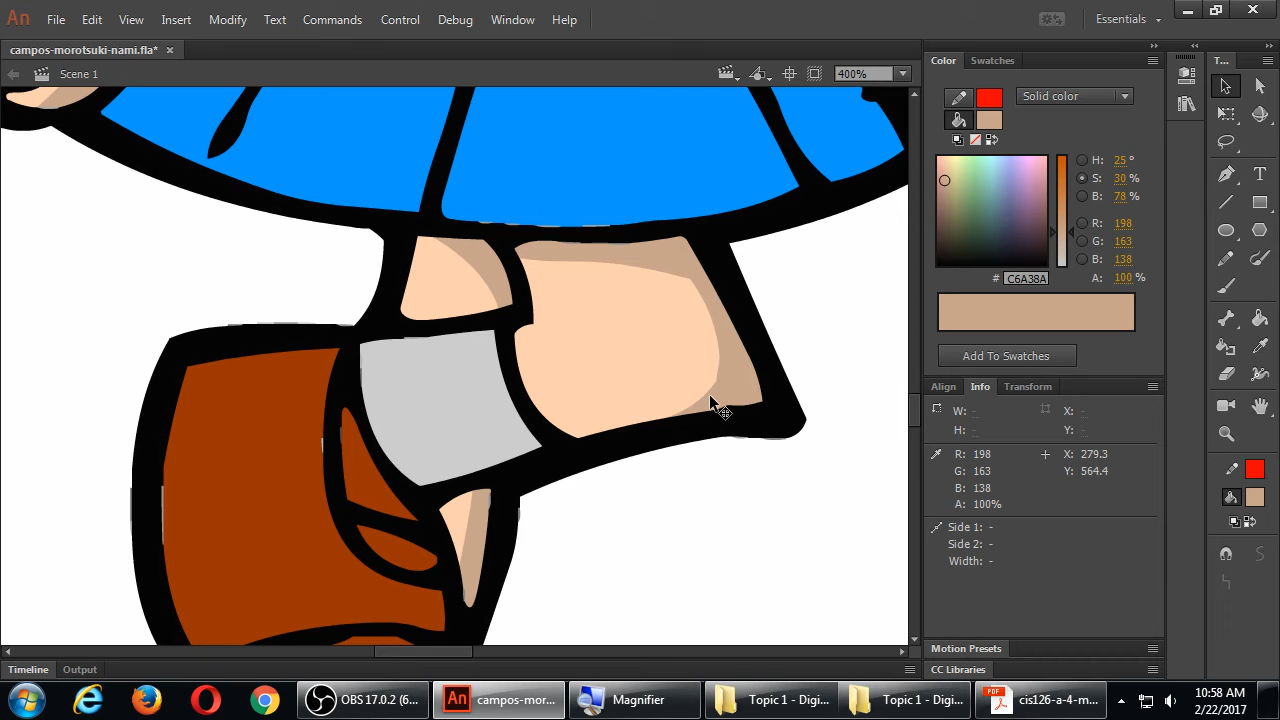 An File Edit View Insert Modify Text Commands Control Debug Window Help Essentials
campos-morotsuki-nami.fla* ×
Scene 1 400%
Color Swatches T...
Solid color
H: 25 °
S: 30 %
B: 78 %
R: 198
G: 163
B: 138
# C6A38A A: 100 %
Add To Swatches
Align Info Transform
W: - X: -
H: - Y: -
R: 198 X: 279.3
G: 163 Y: 564.4
B: 138
A: 100%
Side 1: -
Side 2: -
Width: -
Motion Presets
CC Libraries
Timeline Output
OBS 17.0.2 (6... An campos-mor... Magnifier Topic 1 - Digi... Topic 1 - Digi... PDF cis126-a-4-m... 10:58 AM
2/22/2017